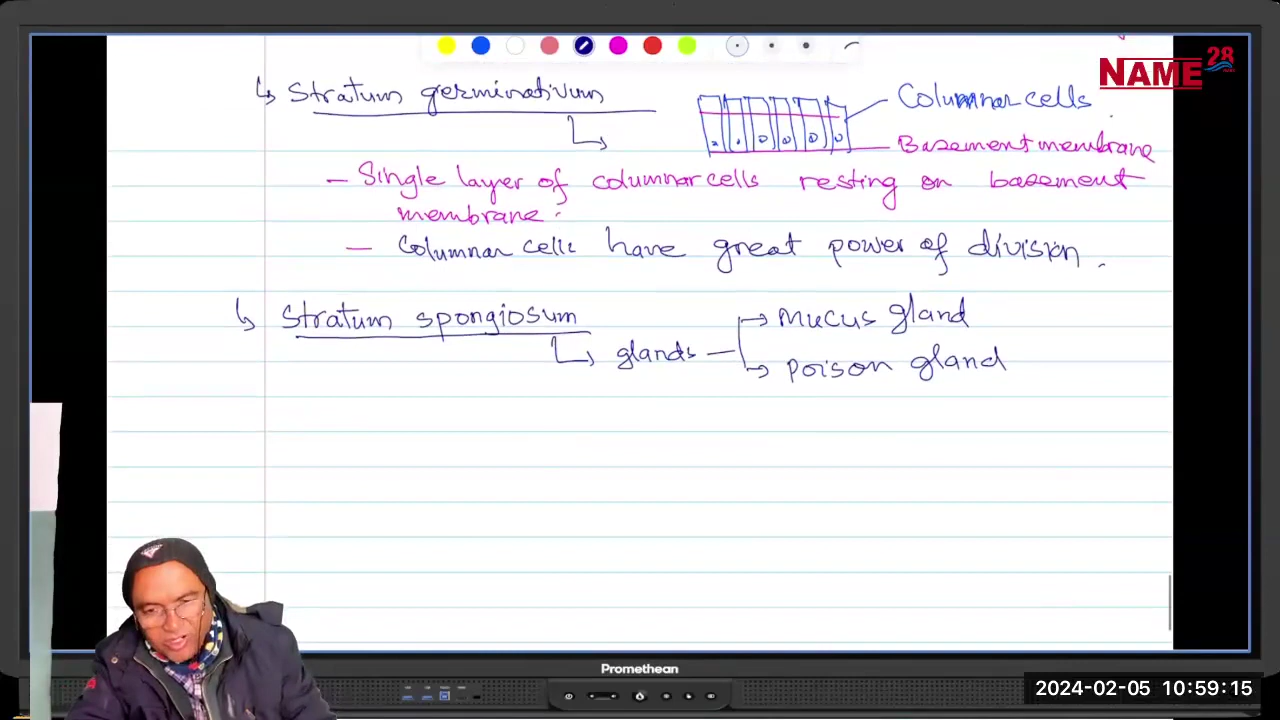 NAME 28
↳ Stratum germinativum
Columnar cells
Basement membrane
– Single layer of columnar cells resting on basement
membrane.
– Columnar cells have great power of division.
↳ Stratum spongiosum
→ mucus gland
glands
→ poison gland
Promethean
2024-02-05 10:59:15